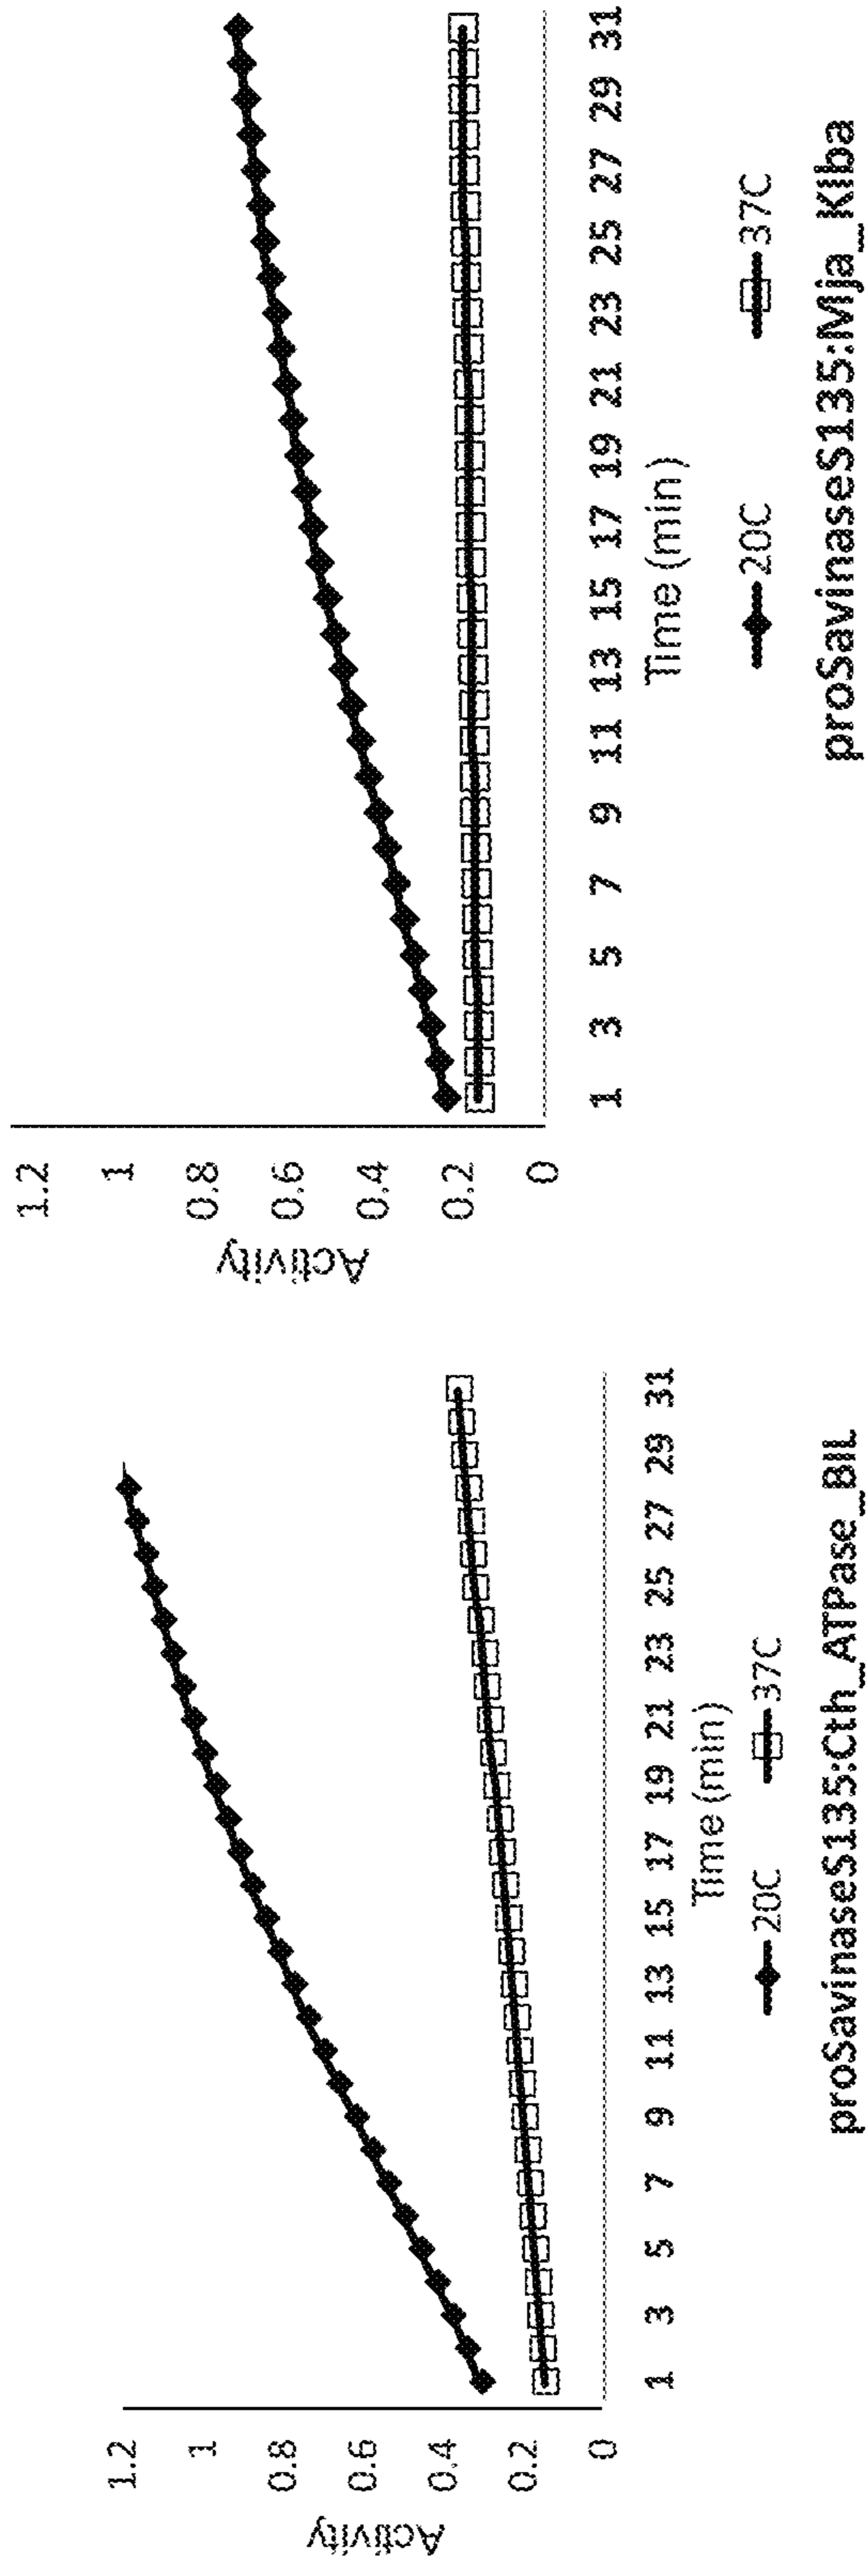 Activity
1.2
1
0.8
0.6
0.4
0.2
0
1 3 5 7 9 11 13 15 17 19 21 23 25 27 29 31
Time (min)
20C 37C
proSavinaseS135:Cth_ATPase_BIL
Activity
1.2
1
0.8
0.6
0.4
0.2
0
1 3 5 7 9 11 13 15 17 19 21 23 25 27 29 31
Time (min)
20C 37C
proSavinaseS135:Mja_Klba